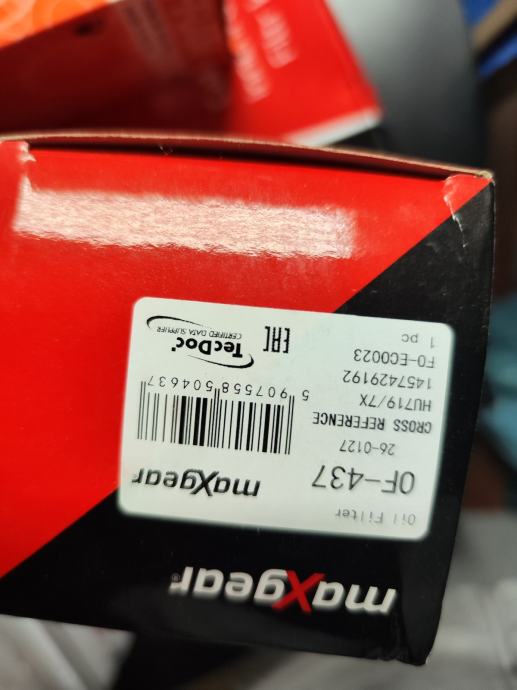 maXgear®
Oil Filter
OF-437
26-0127
CROSS REFERENCE
HU719/7X
1457429192
F0-EC0023
1 pc
maXgear
5 907558 504637
EAC
TecDoc
CERTIFIED DATA SUPPLIER